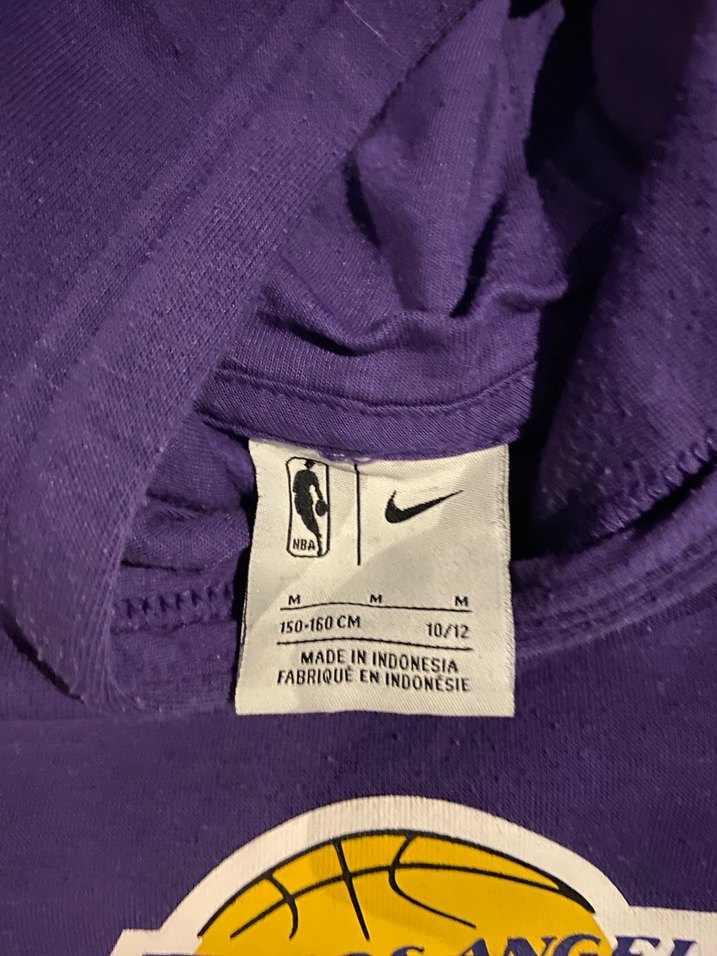 NBA
M M M
150-160 CM 10/12
MADE IN INDONESIA
FABRIQUÉ EN INDONÉSIE